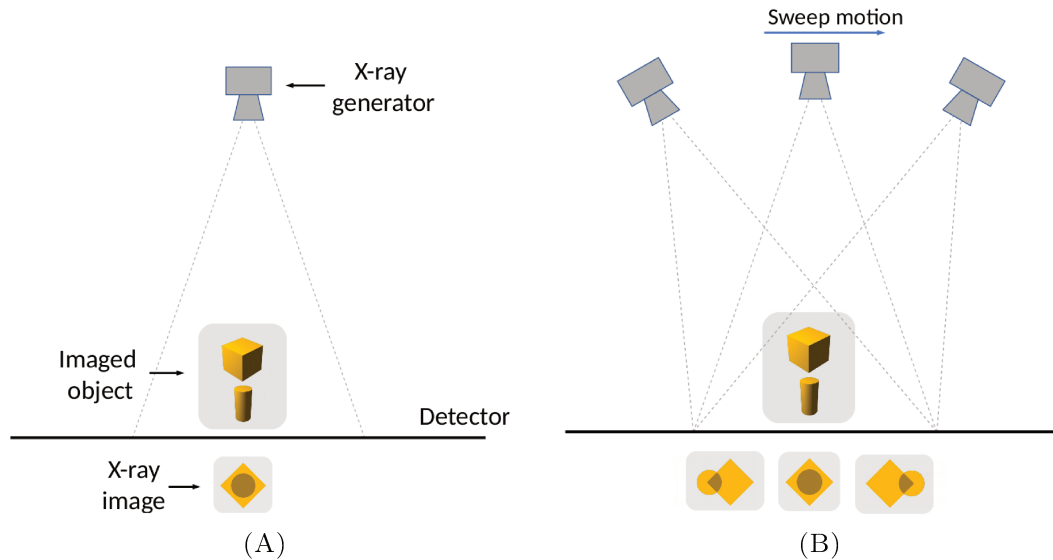 X-ray
generator
Imaged
object
Detector
X-ray
image
(A)
Sweep motion
(B)